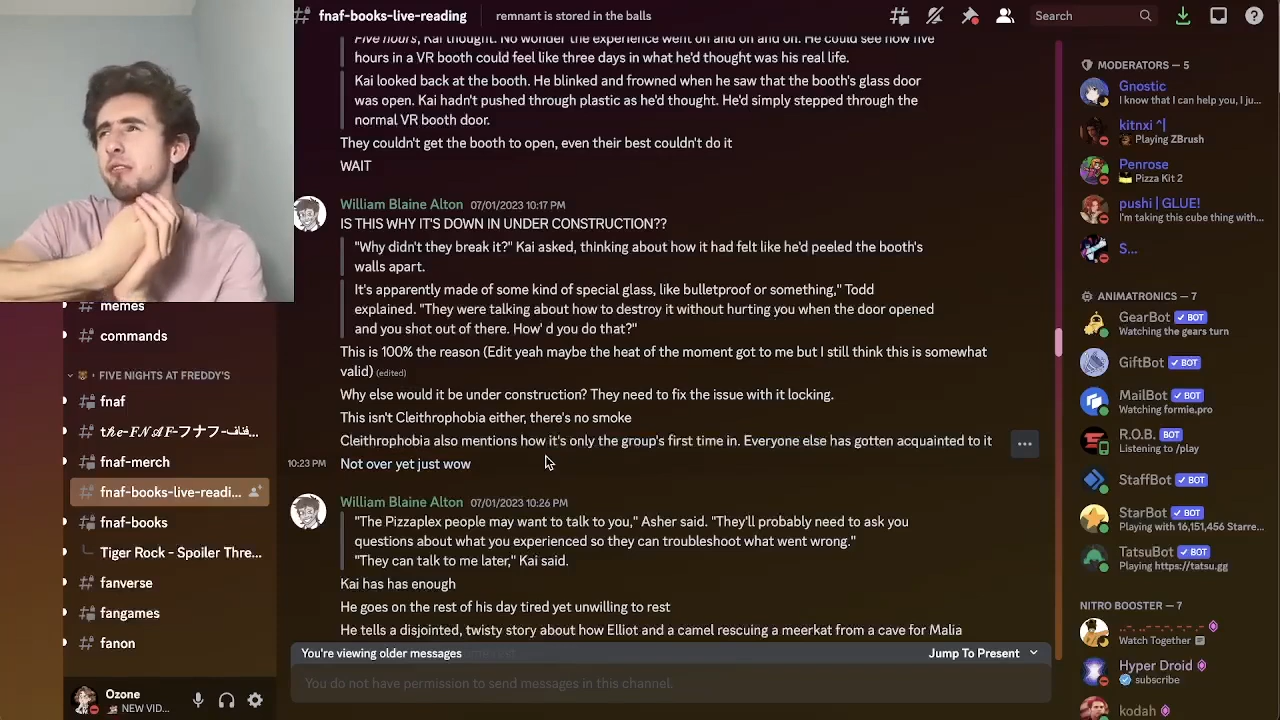 fnaf-books-live-reading
remnant is stored in the balls
Search
Five hours, Kai thought. No wonder the experience went on and on and on. He could see how five
hours in a VR booth could feel like three days in what he'd thought was his real life.
Kai looked back at the booth. He blinked and frowned when he saw that the booth's glass door
was open. Kai hadn't pushed through plastic as he'd thought. He'd simply stepped through the
normal VR booth door.
They couldn't get the booth to open, even their best couldn't do it
WAIT
William Blaine Alton 07/01/2023 10:17 PM
IS THIS WHY IT'S DOWN IN UNDER CONSTRUCTION??
"Why didn't they break it?" Kai asked, thinking about how it had felt like he'd peeled the booth's
walls apart.
It's apparently made of some kind of special glass, like bulletproof or something," Todd
explained. "They were talking about how to destroy it without hurting you when the door opened
and you shot out of there. How' d you do that?"
This is 100% the reason (Edit yeah maybe the heat of the moment got to me but I still think this is somewhat
valid) (edited)
Why else would it be under construction? They need to fix the issue with it locking.
This isn't Cleithrophobia either, there's no smoke
Cleithrophobia also mentions how it's only the group's first time in. Everyone else has gotten acquainted to it
10:23 PM Not over yet just wow
William Blaine Alton 07/01/2023 10:26 PM
"The Pizzaplex people may want to talk to you," Asher said. "They'll probably need to ask you
questions about what you experienced so they can troubleshoot what went wrong."
"They can talk to me later," Kai said.
Kai has has enough
He goes on the rest of his day tired yet unwilling to rest
He tells a disjointed, twisty story about how Elliot and a camel rescuing a meerkat from a cave for Malia
You're viewing older messages
Jump To Present
You do not have permission to send messages in this channel.
memes
commands
FIVE NIGHTS AT FREDDY'S
fnaf
fnaf-merch
fnaf-books-live-readi...
fnaf-books
Tiger Rock - Spoiler Thre...
fanverse
fangames
fanon
Ozone
NEW VID...
MODERATORS — 5
Gnostic
I know that I can help you, I ju...
kitnxi ^|
Playing ZBrush
Penrose
Pizza Kit 2
pushi | GLUE!
I'm taking this cube thing with...
S...
ANIMATRONICS — 7
GearBot BOT
Watching the gears turn
GiftBot BOT
MailBot BOT
Watching formie.pro
R.O.B. BOT
Listening to /play
StaffBot BOT
StarBot BOT
Playing with 16,151,456 Starre...
TatsuBot BOT
Playing https://tatsu.gg
NITRO BOOSTER — 7
Watch Together
Hyper Droid
subscribe
kodah